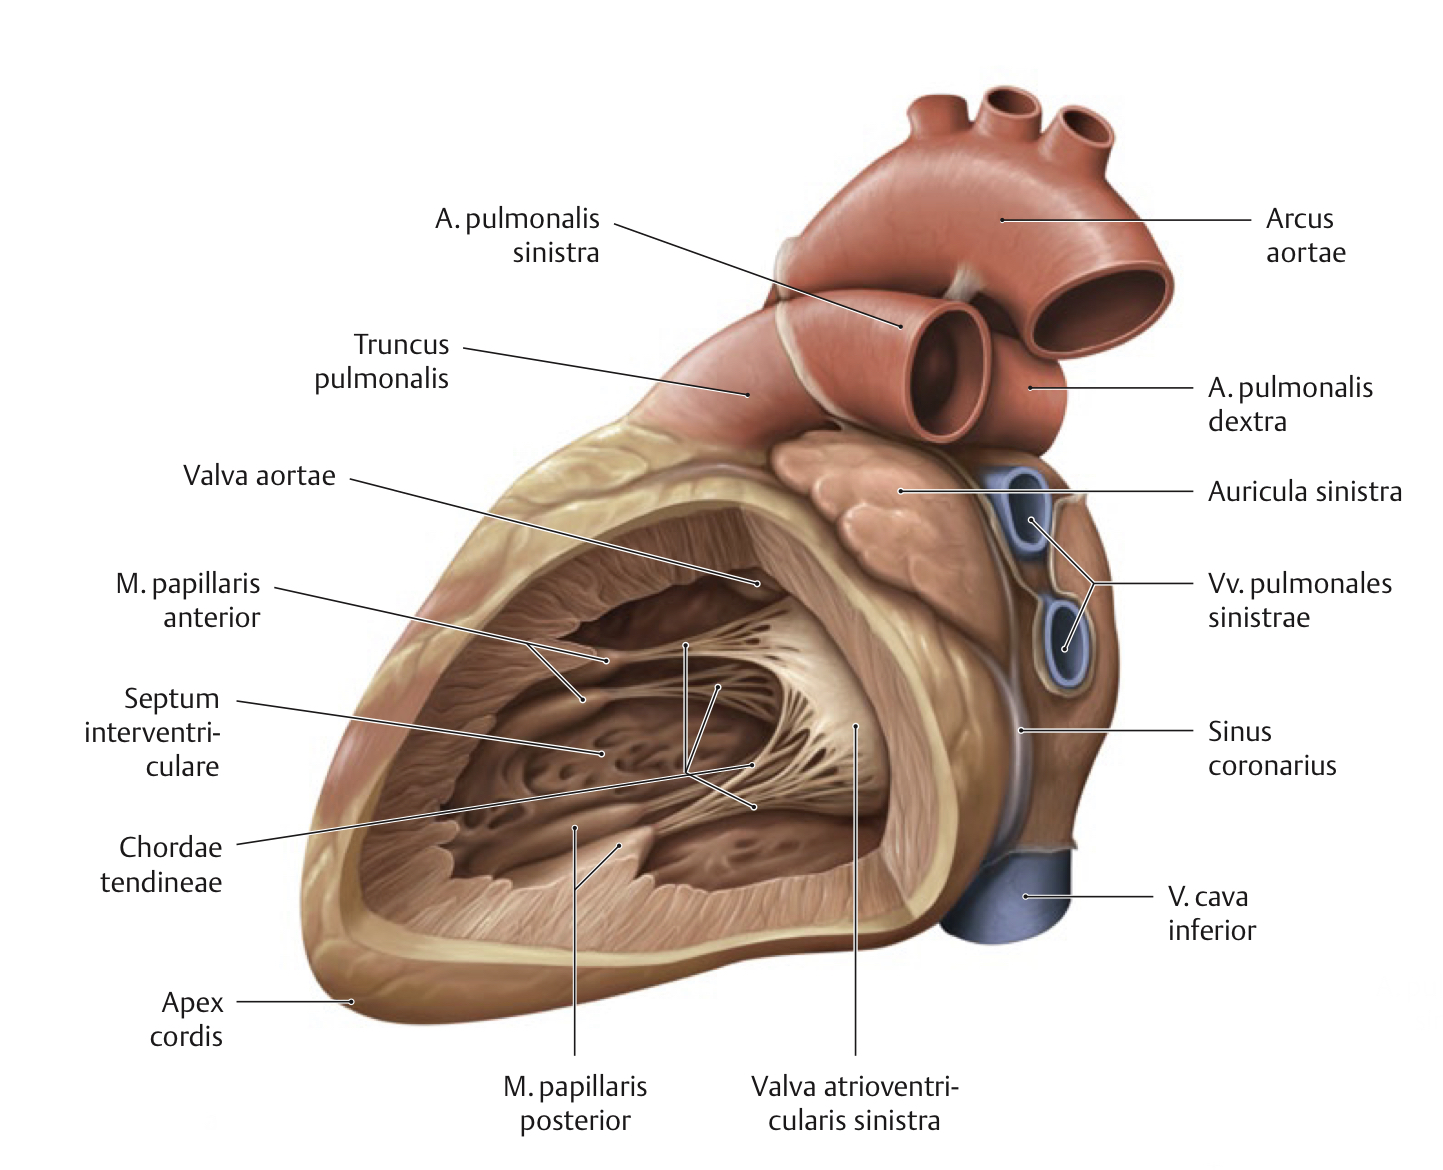 A. pulmonalis
sinistra
Arcus
aortae
Truncus
pulmonalis
A. pulmonalis
dextra
Valva aortae
Auricula sinistra
M. papillaris
anterior
Vv. pulmonales
sinistrae
Septum
interventri-
culare
Sinus
coronarius
Chordae
tendineae
V. cava
inferior
Apex
cordis
M. papillaris
posterior
Valva atrioventri-
cularis sinistra